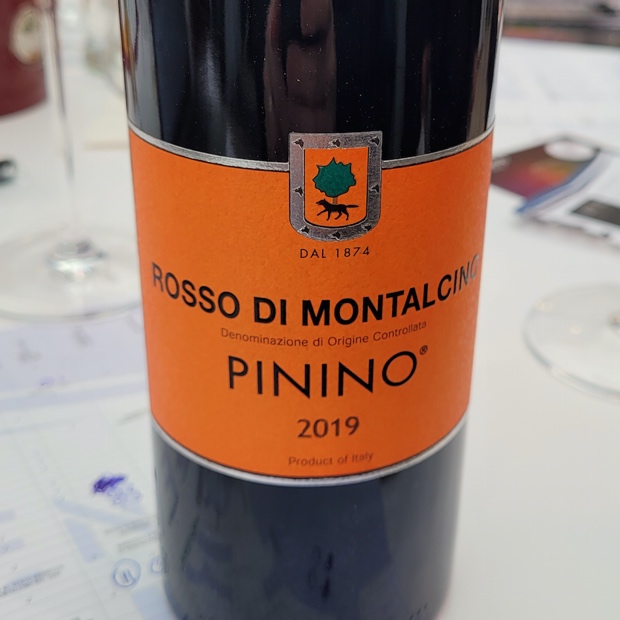 DAL 1874
ROSSO DI MONTALCINO
Denominazione di Origine Controllata
PININO®
2019
Product of Italy